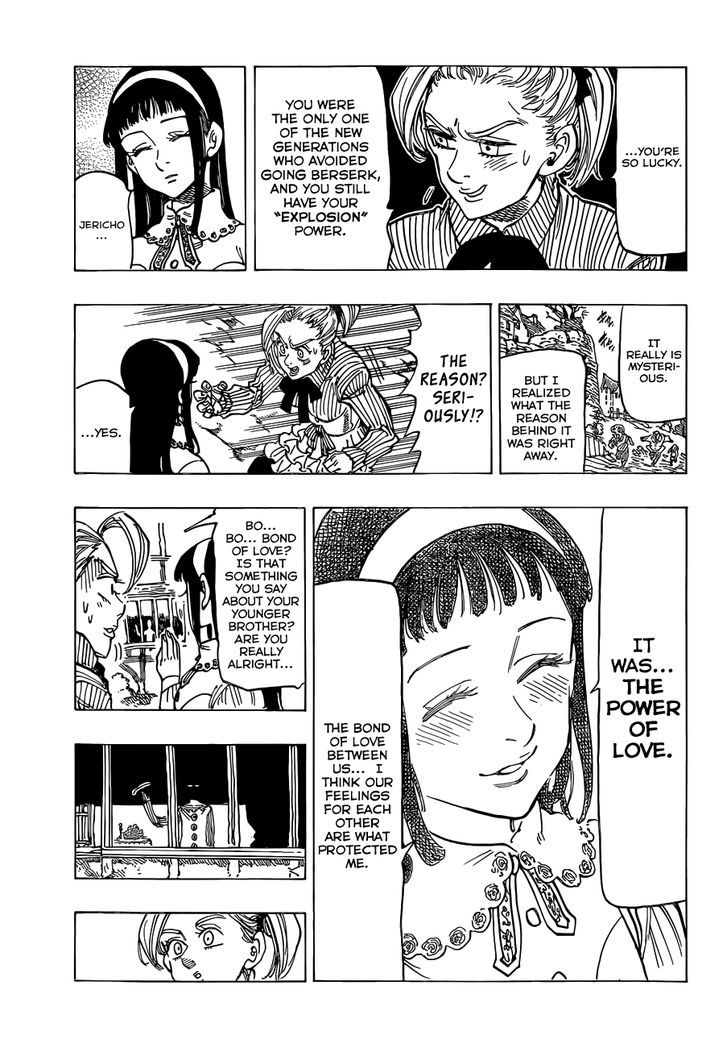 ...YOU'RE
SO LUCKY.
YOU WERE
THE ONLY ONE
OF THE NEW
GENERATIONS
WHO AVOIDED
GOING BERSERK,
AND YOU STILL
HAVE YOUR
"EXPLOSION"
POWER.
JERICHO
...
IT
REALLY IS
MYSTERI-
OUS.
BUT I
REALIZED
WHAT THE
REASON
BEHIND IT
WAS RIGHT
AWAY.
THE
REASON?
SERI-
OUSLY!?
...YES.
IT
WAS...
THE
POWER
OF
LOVE.
THE BOND
OF LOVE
BETWEEN
US... I
THINK OUR
FEELINGS
FOR EACH
OTHER
ARE WHAT
PROTECTED
ME.
BO...
BO... BOND
OF LOVE?
IS THAT
SOMETHING
YOU SAY
ABOUT YOUR
YOUNGER
BROTHER?
ARE YOU
REALLY
ALRIGHT...